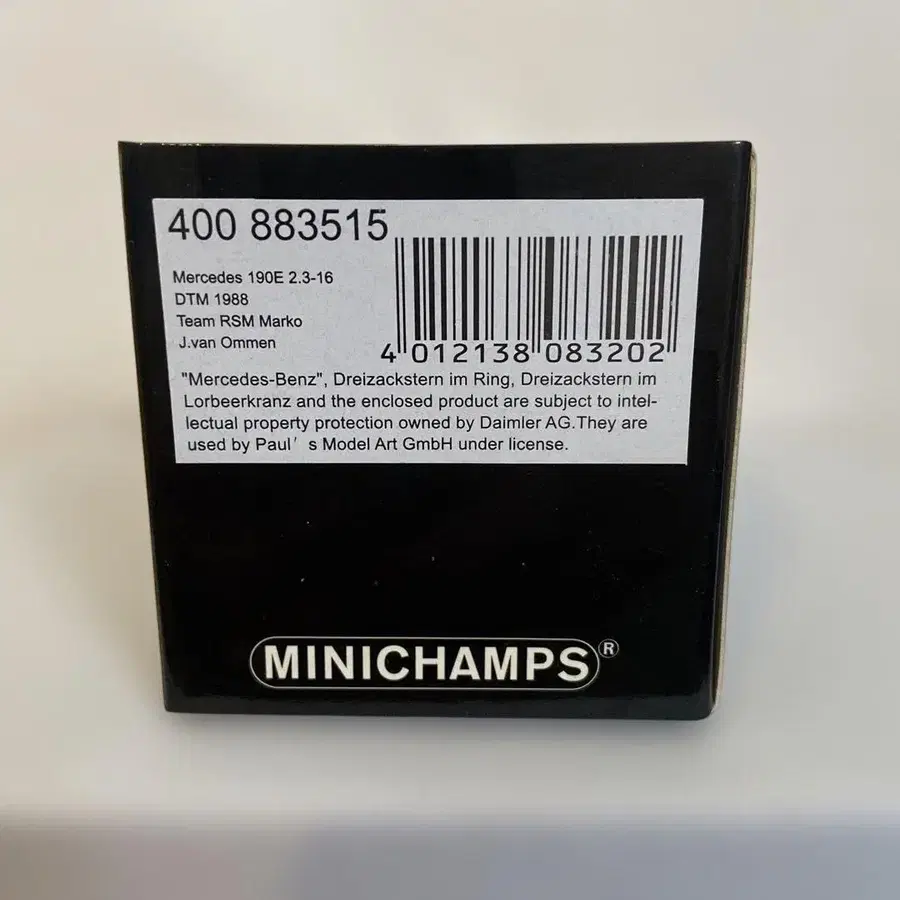 400 883515
Mercedes 190E 2.3-16
DTM 1988
Team RSM Marko
J.van Ommen
4 012138 083202
"Mercedes-Benz", Dreizackstern im Ring, Dreizackstern im
Lorbeerkranz and the enclosed product are subject to intel-
lectual property protection owned by Daimler AG.They are
used by Paul's Model Art GmbH under license.
MINICHAMPS®